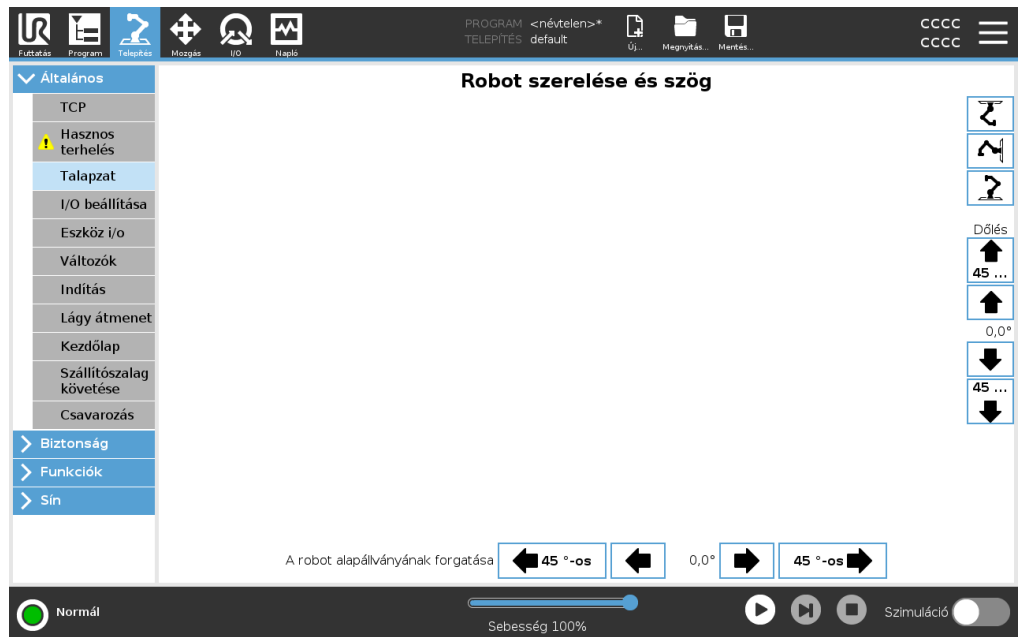 PROGRAM <névtelen>*
TELEPÍTÉS default
CCCC
CCCC
Futtatás Program Telepítés Mozgás I/O Napló Új... Megnyitás... Mentés...
Általános
TCP
Hasznos
terhelés
Talapzat
I/O beállítása
Eszköz i/o
Változók
Indítás
Lágy átmenet
Kezdőlap
Szállítószalag
követése
Csavarozás
Biztonság
Funkciók
Sín
Robot szerelése és szög
Dőlés
45 ...
0,0°
45 ...
A robot alapállványának forgatása 45 °-os 0,0° 45 °-os
Normál
Sebesség 100%
Szimuláció